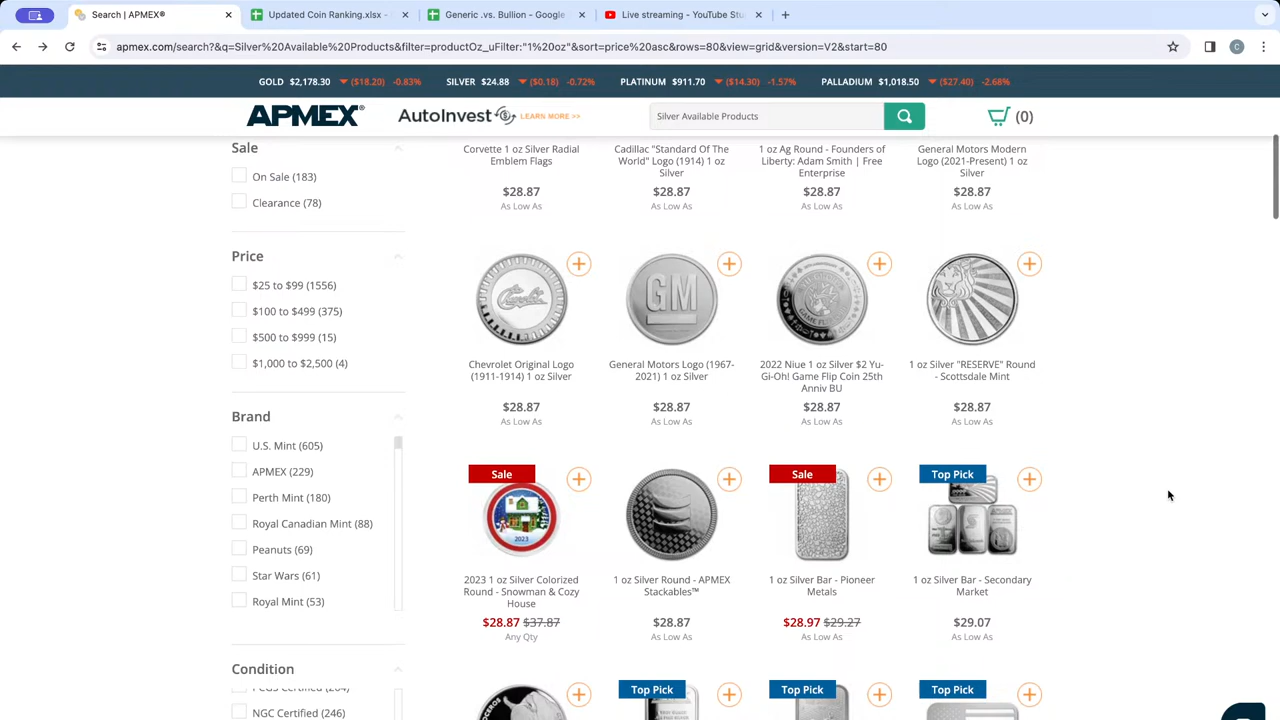 Search | APMEX®
Updated Coin Ranking.xlsx -
Generic .vs. Bullion - Google
Live streaming - YouTube Stu
apmex.com/search?&q=Silver%20Available%20Products&filter=productOz_uFilter:"1%20oz"&sort=price%20asc&rows=80&view=grid&version=V2&start=80
C
GOLD $2,178.30 ($18.20) -0.83% SILVER $24.88 ($0.18) -0.72% PLATINUM $911.70 ($14.30) -1.57% PALLADIUM $1,018.50 ($27.40) -2.68%
APMEX®
AutoInvest $ LEARN MORE >>
Silver Available Products
(0)
Sale
On Sale (183)
Clearance (78)
Price
$25 to $99 (1556)
$100 to $499 (375)
$500 to $999 (15)
$1,000 to $2,500 (4)
Brand
U.S. Mint (605)
APMEX (229)
Perth Mint (180)
Royal Canadian Mint (88)
Peanuts (69)
Star Wars (61)
Royal Mint (53)
Condition
NGC Certified (246)
Corvette 1 oz Silver Radial
Emblem Flags
$28.87
As Low As
Cadillac "Standard Of The
World" Logo (1914) 1 oz
Silver
$28.87
As Low As
1 oz Ag Round - Founders of
Liberty: Adam Smith | Free
Enterprise
$28.87
As Low As
General Motors Modern
Logo (2021-Present) 1 oz
Silver
$28.87
As Low As
Chevrolet
Chevrolet Original Logo
(1911-1914) 1 oz Silver
$28.87
As Low As
GM
General Motors Logo (1967-
2021) 1 oz Silver
$28.87
As Low As
2022 Niue 1 oz Silver $2 Yu-
Gi-Oh! Game Flip Coin 25th
Anniv BU
$28.87
As Low As
1 oz Silver "RESERVE" Round
- Scottsdale Mint
$28.87
As Low As
Sale
2023
2023 1 oz Silver Colorized
Round - Snowman & Cozy
House
$28.87 $37.87
Any Qty
1 oz Silver Round - APMEX
Stackables™
$28.87
As Low As
Sale
1 oz Silver Bar - Pioneer
Metals
$28.97 $29.27
As Low As
Top Pick
1 oz Silver Bar - Secondary
Market
$29.07
As Low As
Top Pick
Top Pick
Top Pick